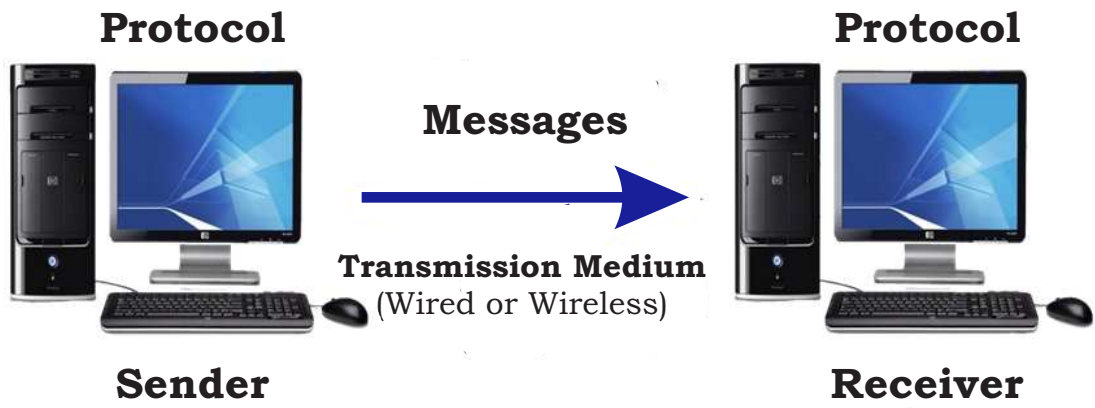 Protocol
Protocol
Messages
Transmission Medium
(Wired or Wireless)
Sender
Receiver